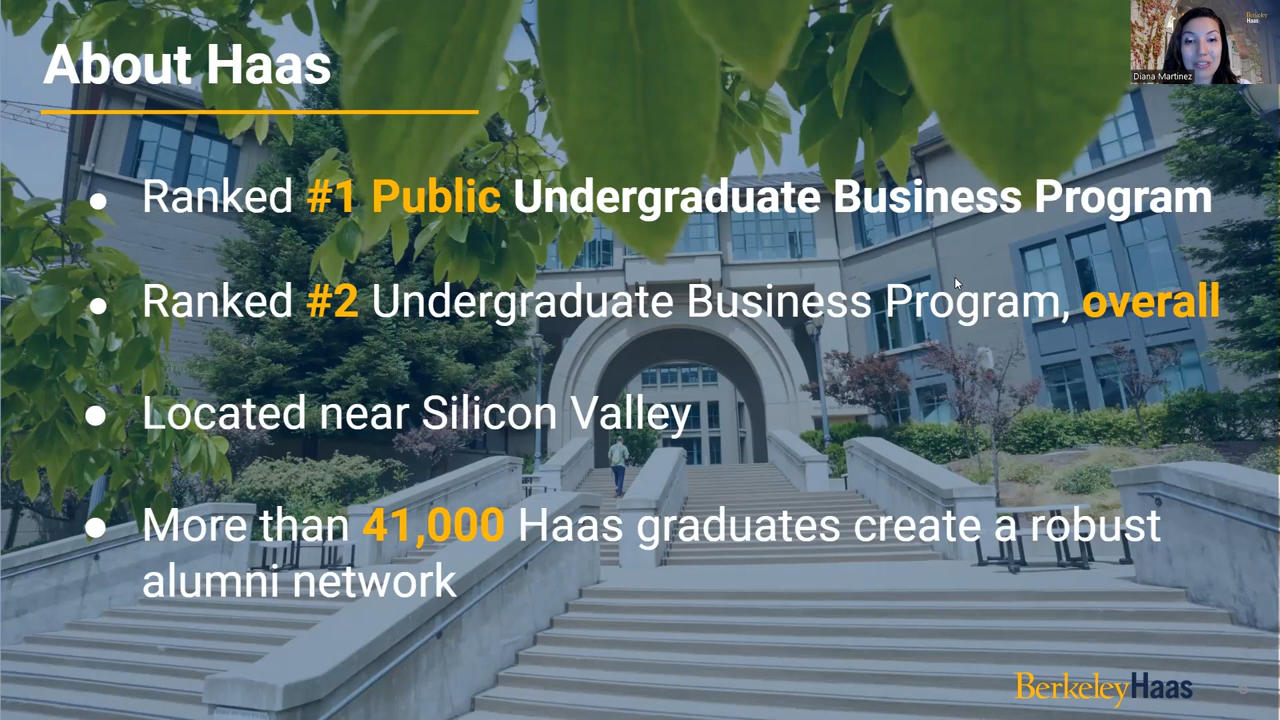 About Haas
Berkeley
Haas
Diana Martinez
● Ranked #1 Public Undergraduate Business Program
● Ranked #2 Undergraduate Business Program, overall
● Located near Silicon Valley
● More than 41,000 Haas graduates create a robust
alumni network
BerkeleyHaas